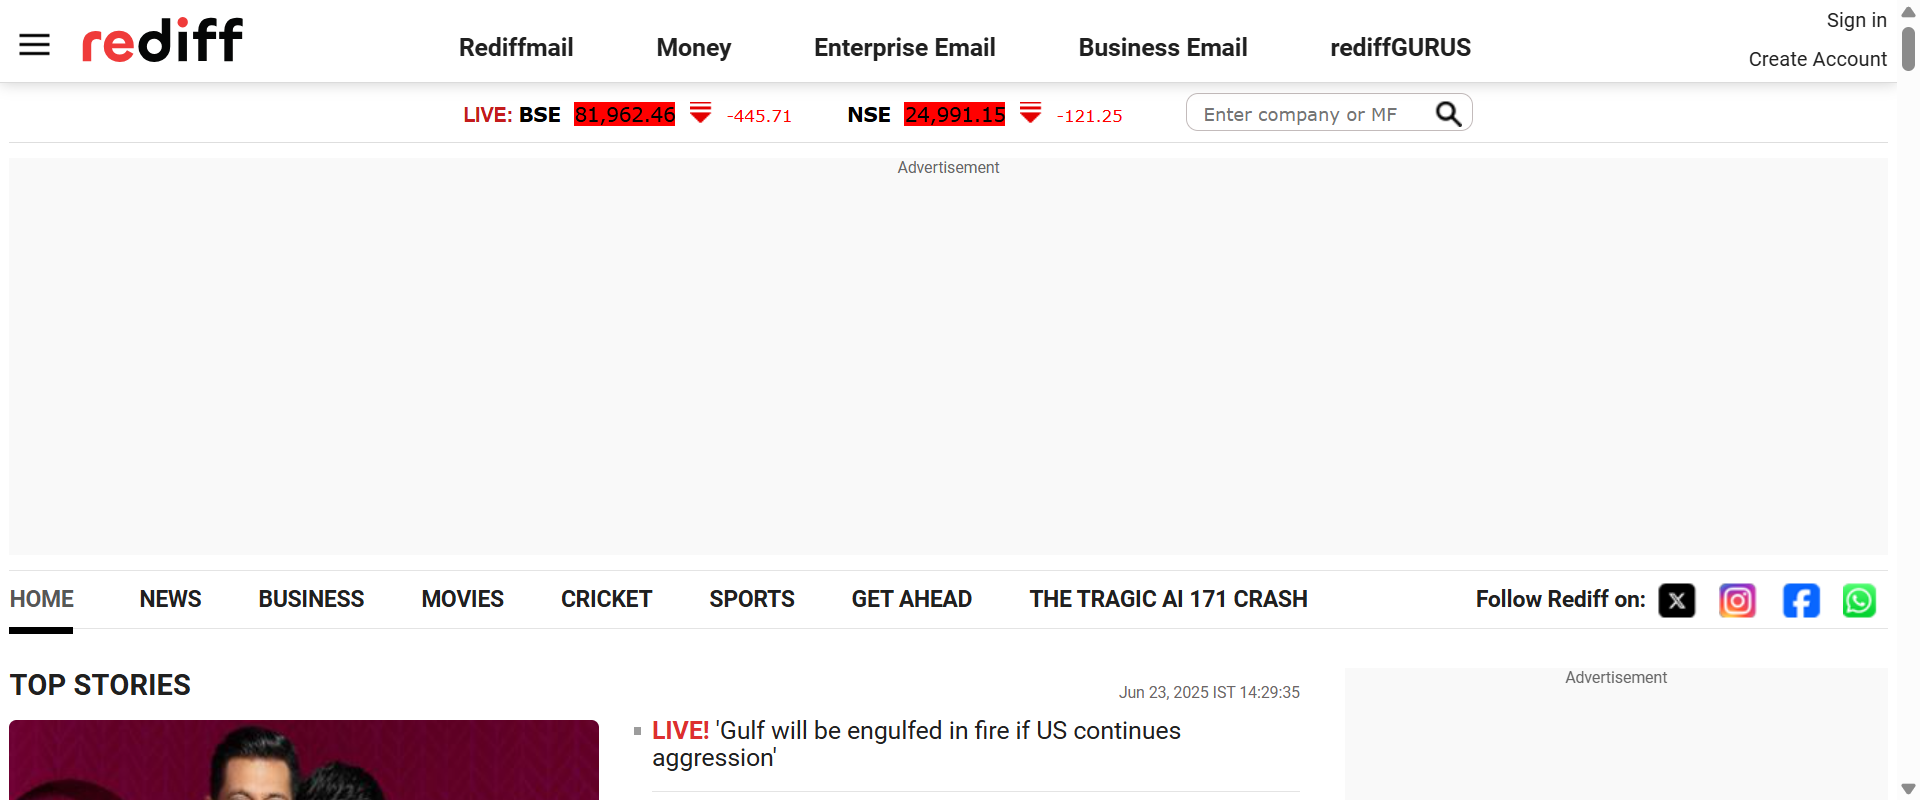 rediff
Rediffmail Money Enterprise Email Business Email rediffGURUS
Sign in
Create Account
LIVE: BSE 81,962.46 -445.71 NSE 24,991.15 -121.25 Enter company or MF
Advertisement
HOME NEWS BUSINESS MOVIES CRICKET SPORTS GET AHEAD THE TRAGIC AI 171 CRASH Follow Rediff on:
TOP STORIES
Jun 23, 2025 IST 14:29:35
LIVE! 'Gulf will be engulfed in fire if US continues
aggression'
Advertisement